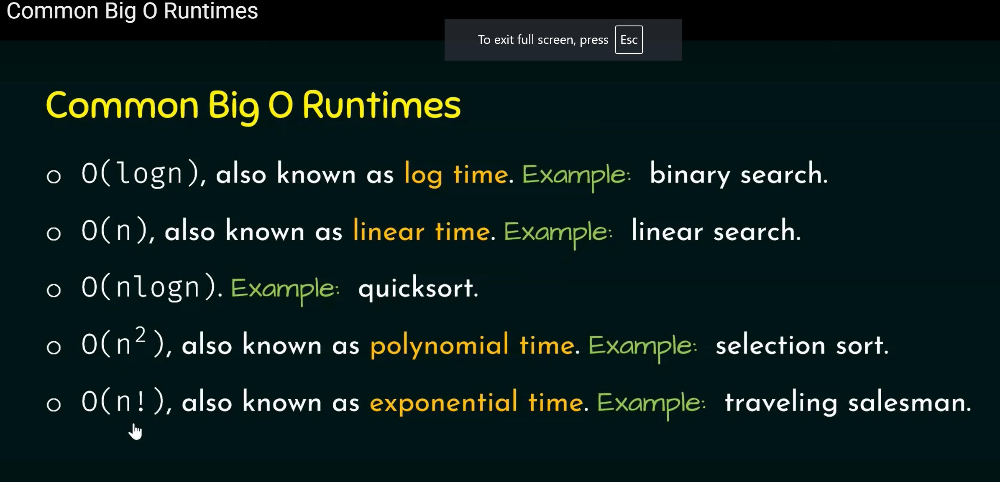 Common Big O Runtimes
To exit full screen, press Esc
Common Big O Runtimes
O(logn), also known as log time. Example: binary search.
O(n), also known as linear time. Example: linear search.
O(nlogn). Example: quicksort.
O(n²), also known as polynomial time. Example: selection sort.
O(n!), also known as exponential time. Example: traveling salesman.